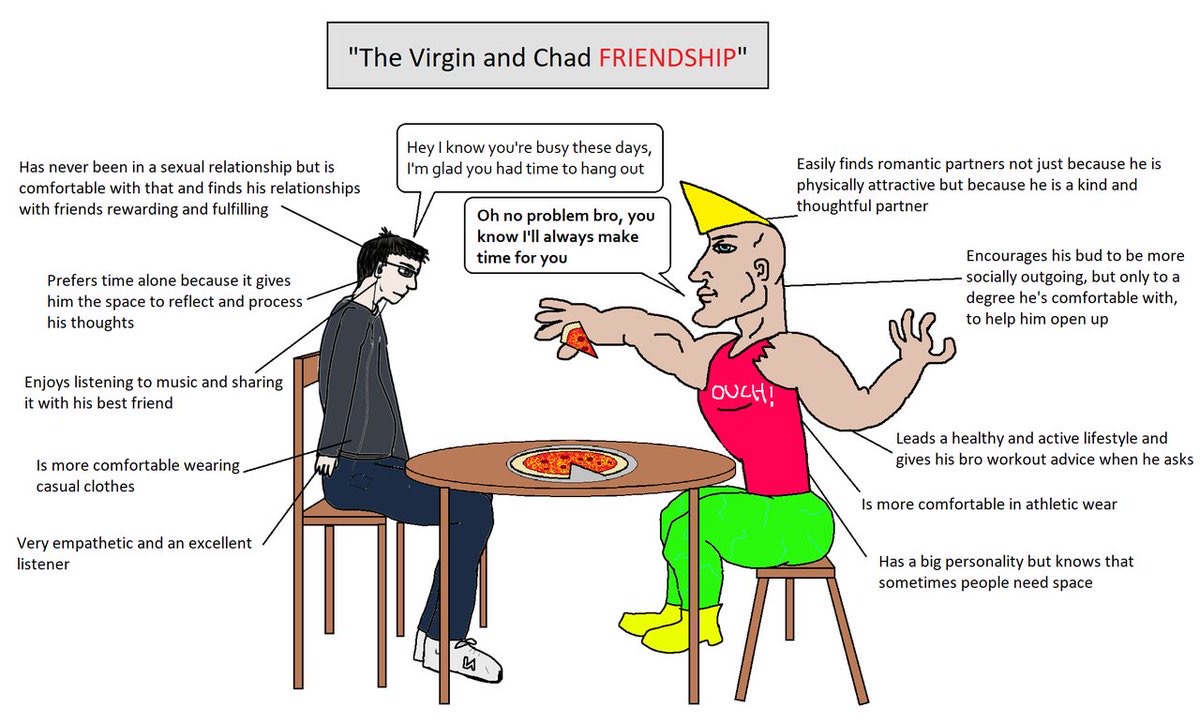 "The Virgin and Chad FRIENDSHIP"
Hey I know you're busy these days,
I'm glad you had time to hang out
Oh no problem bro, you
know I'll always make
time for you
Has never been in a sexual relationship but is
comfortable with that and finds his relationships
with friends rewarding and fulfilling
Prefers time alone because it gives
him the space to reflect and process
his thoughts
Enjoys listening to music and sharing
it with his best friend
Is more comfortable wearing
casual clothes
Very empathetic and an excellent
listener
Easily finds romantic partners not just because he is
physically attractive but because he is a kind and
thoughtful partner
Encourages his bud to be more
socially outgoing, but only to a
degree he's comfortable with,
to help him open up
OUCH!
Leads a healthy and active lifestyle and
gives his bro workout advice when he asks
Is more comfortable in athletic wear
Has a big personality but knows that
sometimes people need space